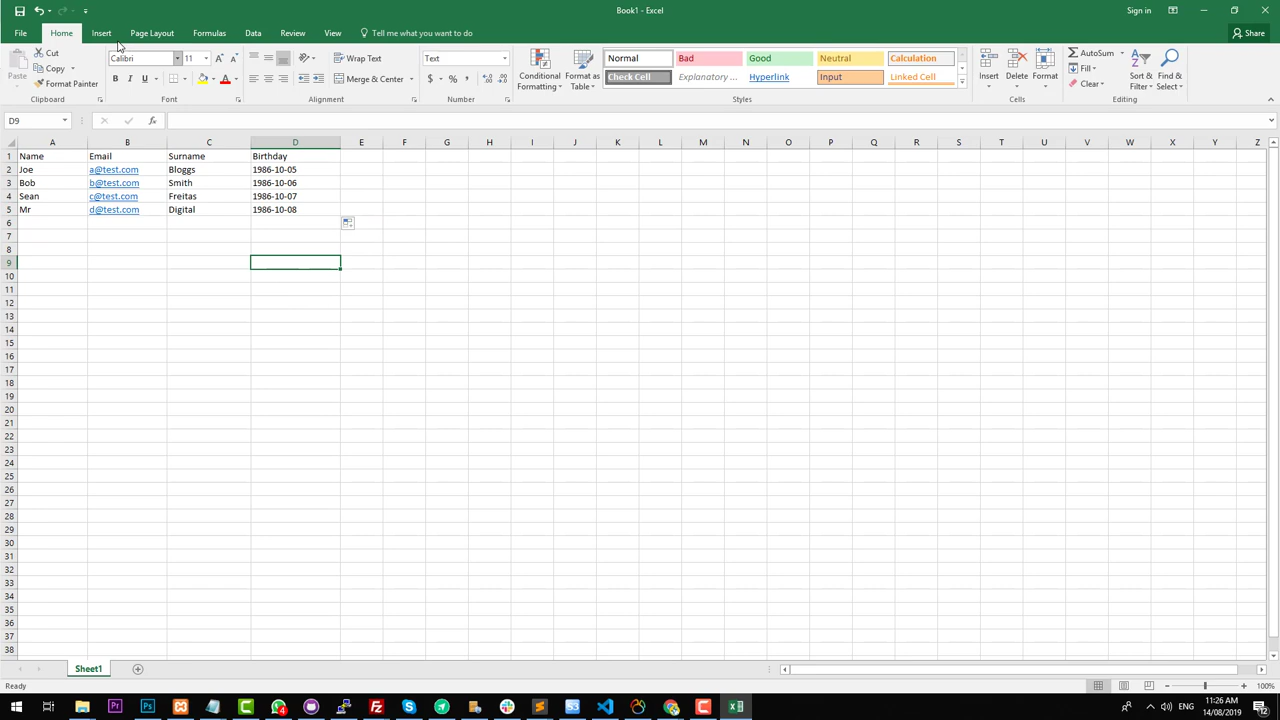 Book1 - Excel
Sign in
File Home Insert Page Layout Formulas Data Review View Tell me what you want to do Share
Paste
Cut
Copy
Format Painter
Clipboard
Calibri 11
B I U
Font
Wrap Text
Merge & Center
Alignment
Text
$ % ,
Number
Conditional Formatting
Format as Table
Normal Bad Good Neutral Calculation
Check Cell Explanatory ... Hyperlink Input Linked Cell
Styles
Insert Delete Format
Cells
AutoSum
Fill
Clear
Sort & Filter
Find & Select
Editing
D9 fx
A B C D E F G H I J K L M N O P Q R S T U V W X Y Z
1 Name Email Surname Birthday
2 Joe a@test.com Bloggs 1986-10-05
3 Bob b@test.com Smith 1986-10-06
4 Sean c@test.com Freitas 1986-10-07
5 Mr d@test.com Digital 1986-10-08
6
7
8
9
10
11
12
13
14
15
16
17
18
19
20
21
22
23
24
25
26
27
28
29
30
31
32
33
34
35
36
37
38
Sheet1
Ready 100%
Pr Ps 4 Fz S
ENG
11:26 AM
14/08/2019
12